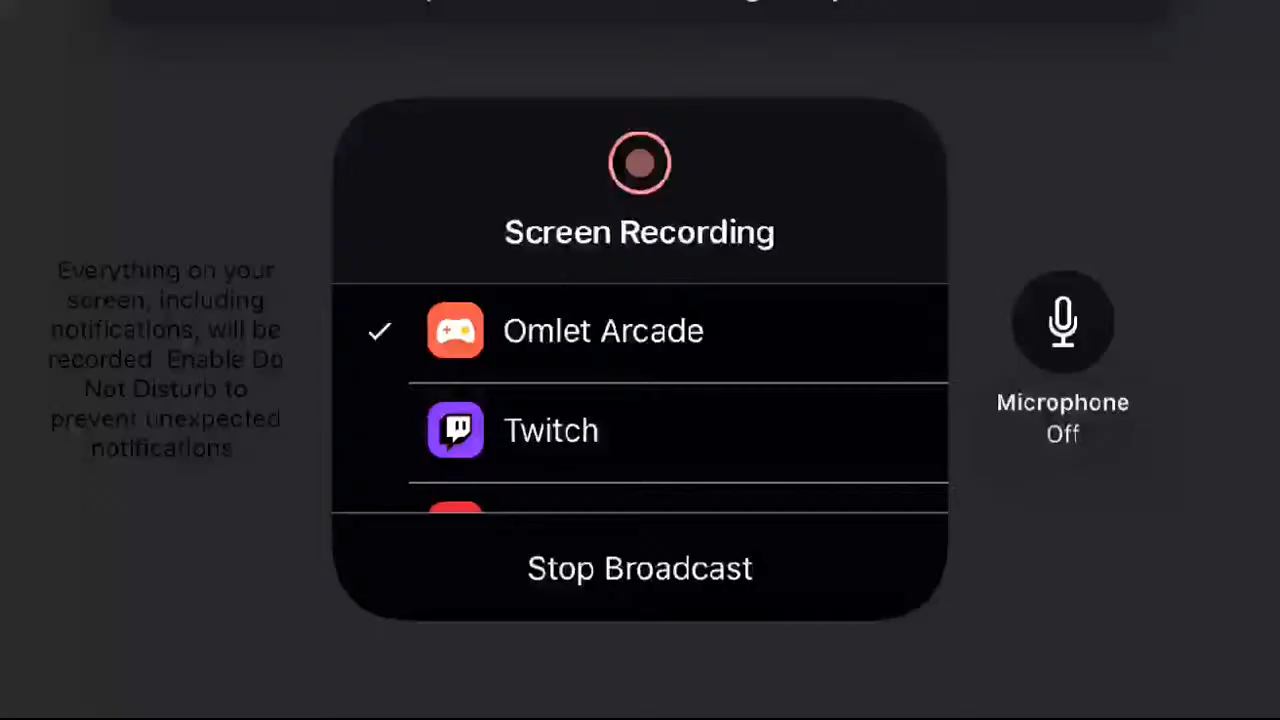 Screen Recording
Everything on your
screen, including
notifications, will be
recorded. Enable Do
Not Disturb to
prevent unexpected
notifications
Omlet Arcade
Twitch
Microphone
Off
Stop Broadcast